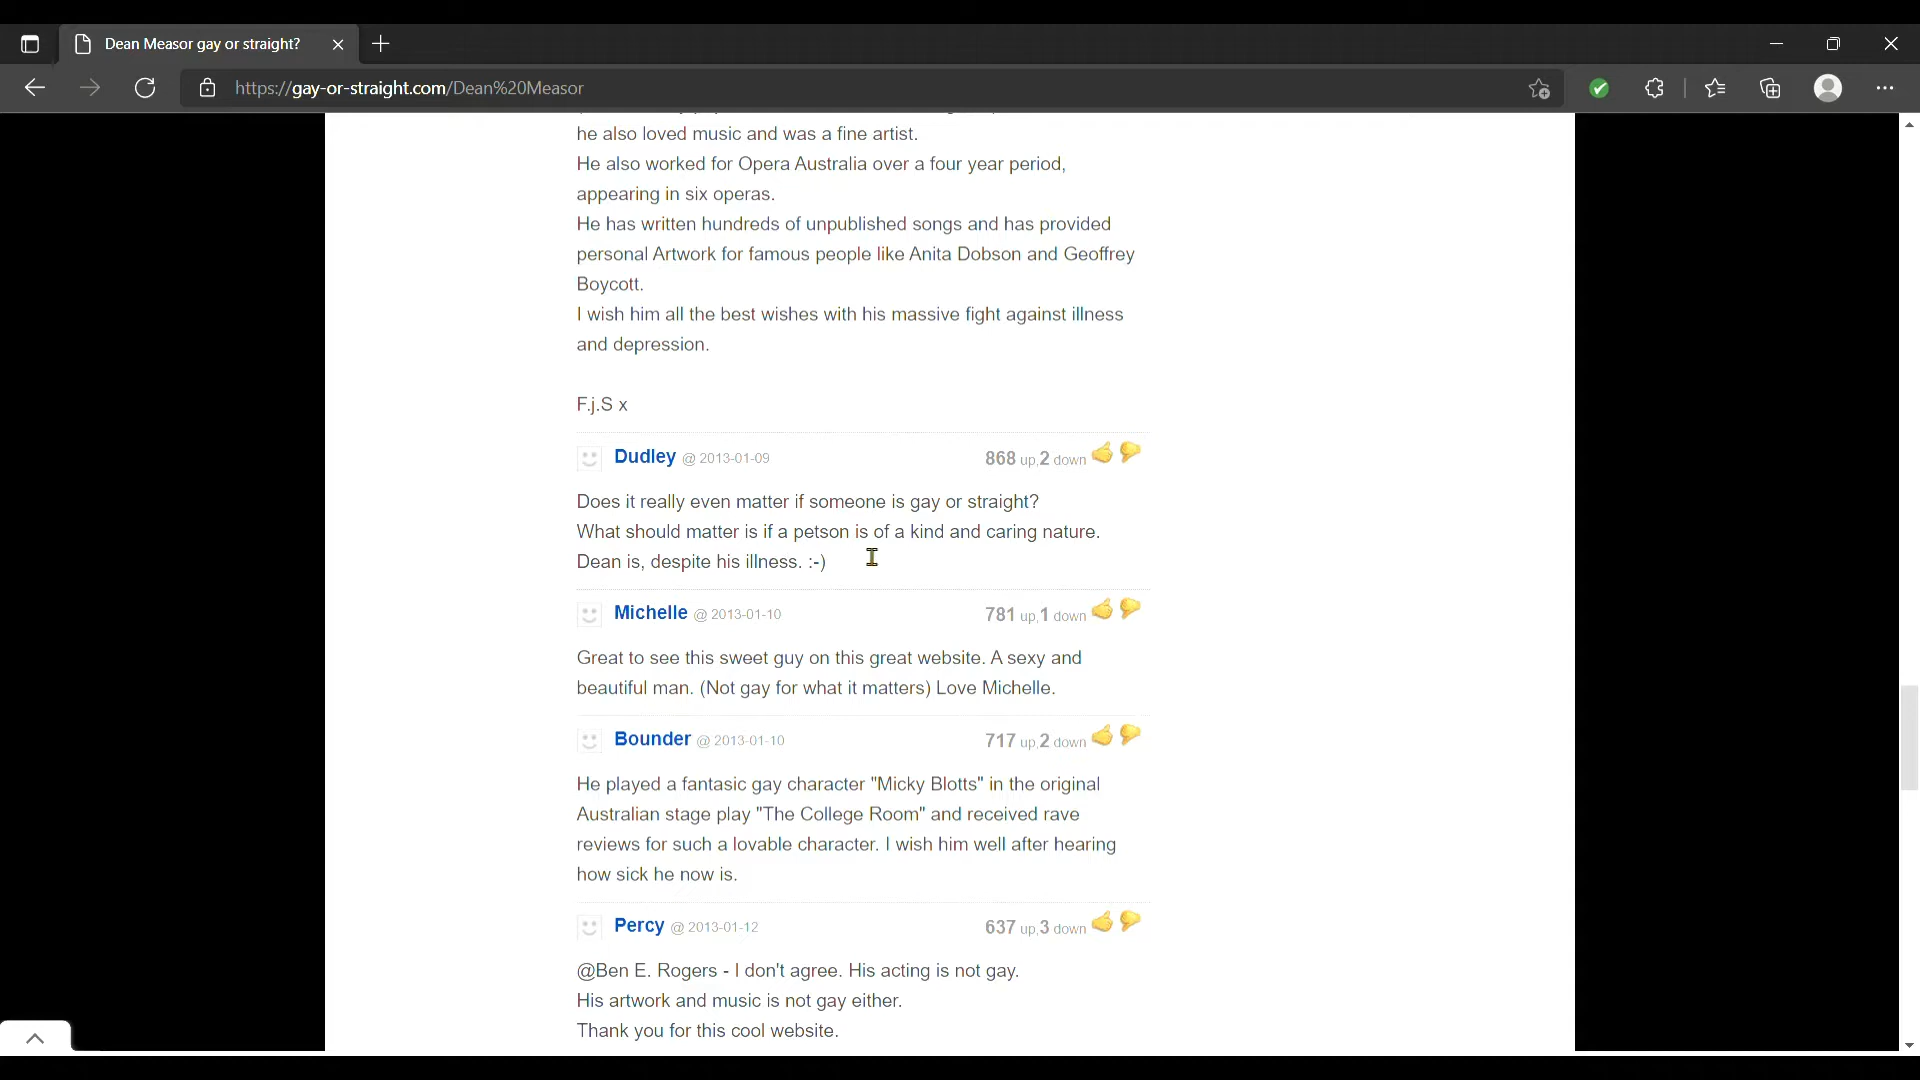 Dean Measor gay or straight?
https://gay-or-straight.com/Dean%20Measor
he also loved music and was a fine artist.
He also worked for Opera Australia over a four year period,
appearing in six operas.
He has written hundreds of unpublished songs and has provided
personal Artwork for famous people like Anita Dobson and Geoffrey
Boycott.
I wish him all the best wishes with his massive fight against illness
and depression.
F.j.S x
Dudley @ 2013-01-09 868 up,2 down
Does it really even matter if someone is gay or straight?
What should matter is if a petson is of a kind and caring nature.
Dean is, despite his illness. :-)
Michelle @ 2013-01-10 781 up,1 down
Great to see this sweet guy on this great website. A sexy and
beautiful man. (Not gay for what it matters) Love Michelle.
Bounder @ 2013-01-10 717 up,2 down
He played a fantasic gay character "Micky Blotts" in the original
Australian stage play "The College Room" and received rave
reviews for such a lovable character. I wish him well after hearing
how sick he now is.
Percy @ 2013-01-12 637 up,3 down
@Ben E. Rogers - I don't agree. His acting is not gay.
His artwork and music is not gay either.
Thank you for this cool website.